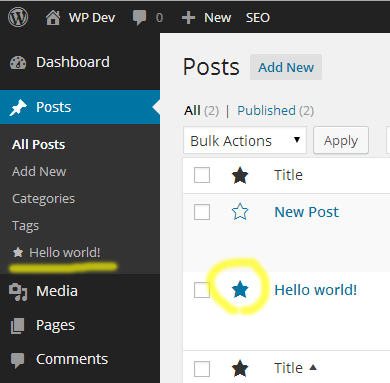 WP Dev 0 New SEO
Dashboard
Posts
All Posts
Add New
Categories
Tags
Hello world!
Media
Pages
Comments
Posts Add New
All (2) | Published (2)
Bulk Actions Apply
Title
New Post
Hello world!
Title